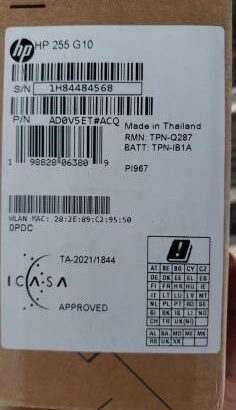 hp HP 255 G10
S/N 1H84484568
P/N AD0V5ET#ACQ
1 98828 06380 9
Made in Thailand
RMN: TPN-Q287
BATT: TPN-IB1A
PI967
WLAN MAC: 28:2E:89:C2:95:50
0PDC
TA-2021/1844
ICASA
APPROVED
AT BE BG CY CZ
DE DK EE EL ES
FI FR HR HU IE
IS IT LT LU LV MT
NL PL PT RO SE
SI SK IS LI NO
CH TR UK(NI)
AL BA MD ME MK
RS UK XK